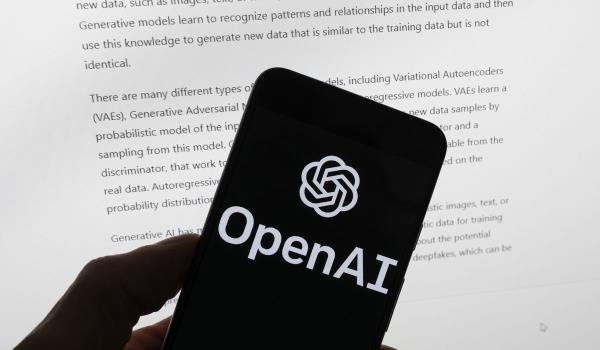 new data, such as images, text,
Generative models learn to recognize patterns and relationships in the input data and then
use this knowledge to generate new data that is similar to the training data but is not
identical.
There are many different types of dels, including Variational Autoencoders
(VAEs), Generative Adversarial N regressive models. VAEs learn a
probabilistic model of the inp new data samples by
sampling from this model. G tor and a
discriminator, that work to able from the
real data. Autoregressive ed on the
probability distribution
Generative AI has stic images, text, or
tic data for training
bout the potential
deepfakes, which can be
OpenAI